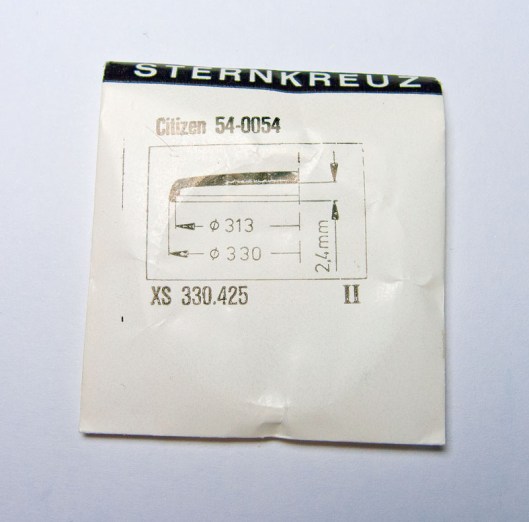 STERNKREUZ
Citizen 54-0054
ø 313
ø 330
2,4mm
XS 330.425 II